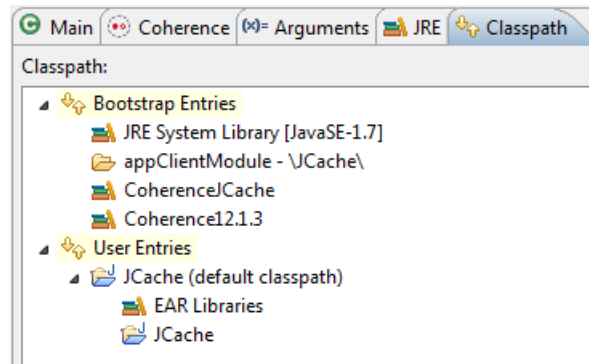 Main Coherence (x)= Arguments JRE Classpath
Classpath:
Bootstrap Entries
JRE System Library [JavaSE-1.7]
appClientModule - \JCache\
CoherenceJCache
Coherence12.1.3
User Entries
JCache (default classpath)
EAR Libraries
JCache